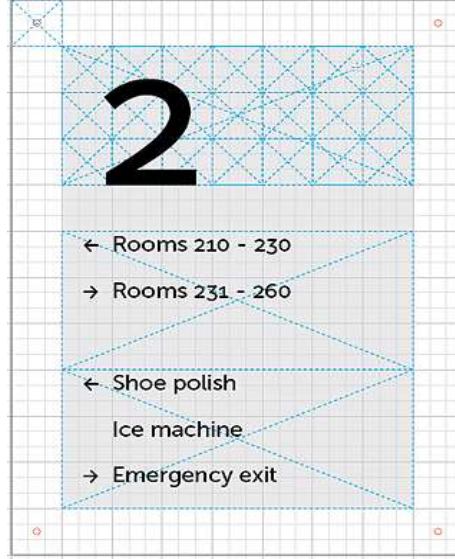 2
← Rooms 210 - 230
→ Rooms 231 - 260
← Shoe polish
Ice machine
→ Emergency exit